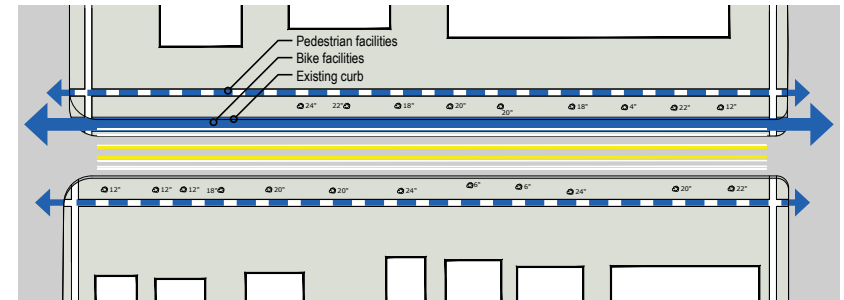 Pedestrian facilities
Bike facilities
Existing curb
24" 22" 18" 20" 20" 18" 4" 22" 12"
12" 12" 12" 18" 20" 20" 24" 6" 6" 24" 20" 22"